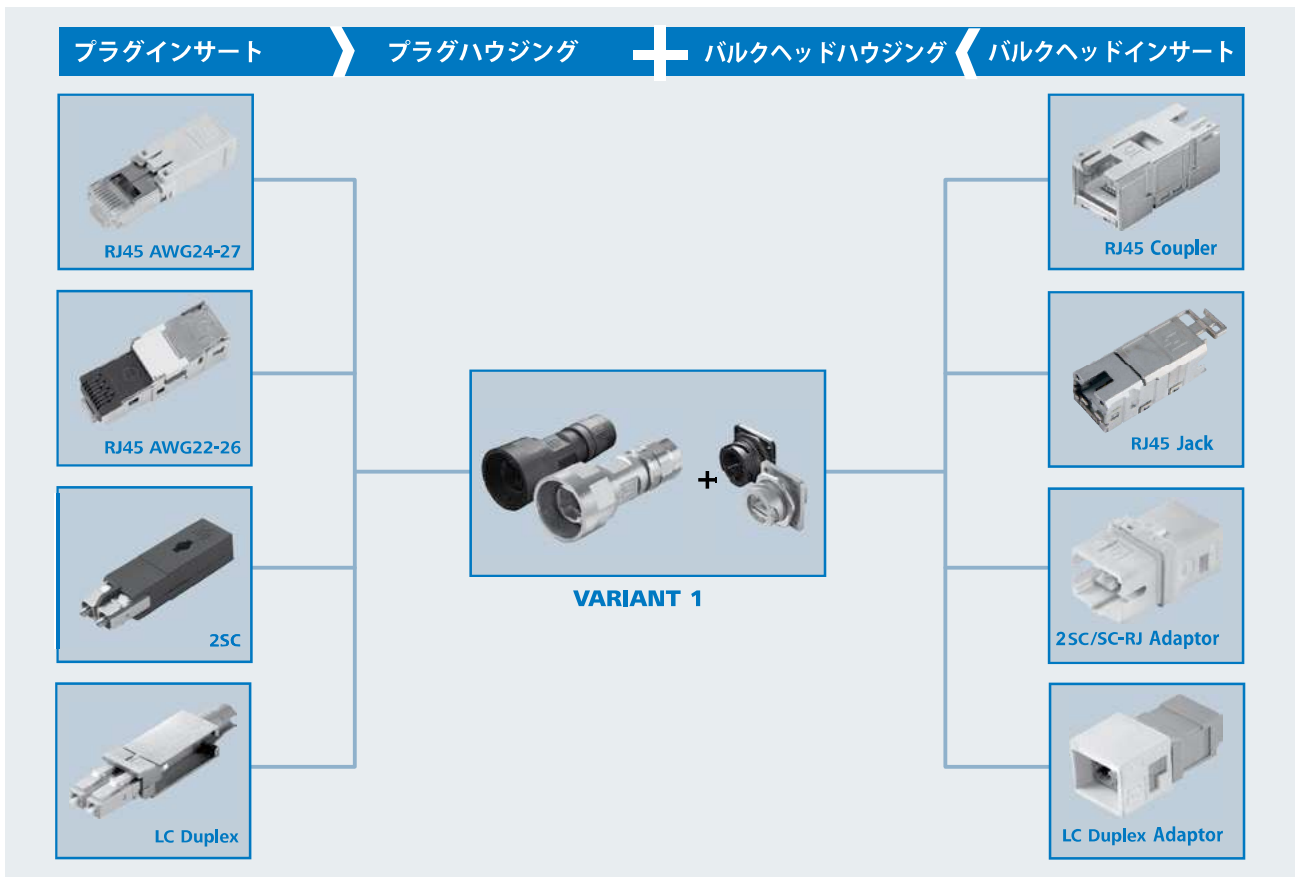 プラグインサート
プラグハウジング
バルクヘッドハウジング
バルクヘッドインサート
RJ45 AWG24-27
RJ45 AWG22-26
2SC
LC Duplex
+
VARIANT 1
RJ45 Coupler
RJ45 Jack
2SC/SC-RJ Adaptor
LC Duplex Adaptor